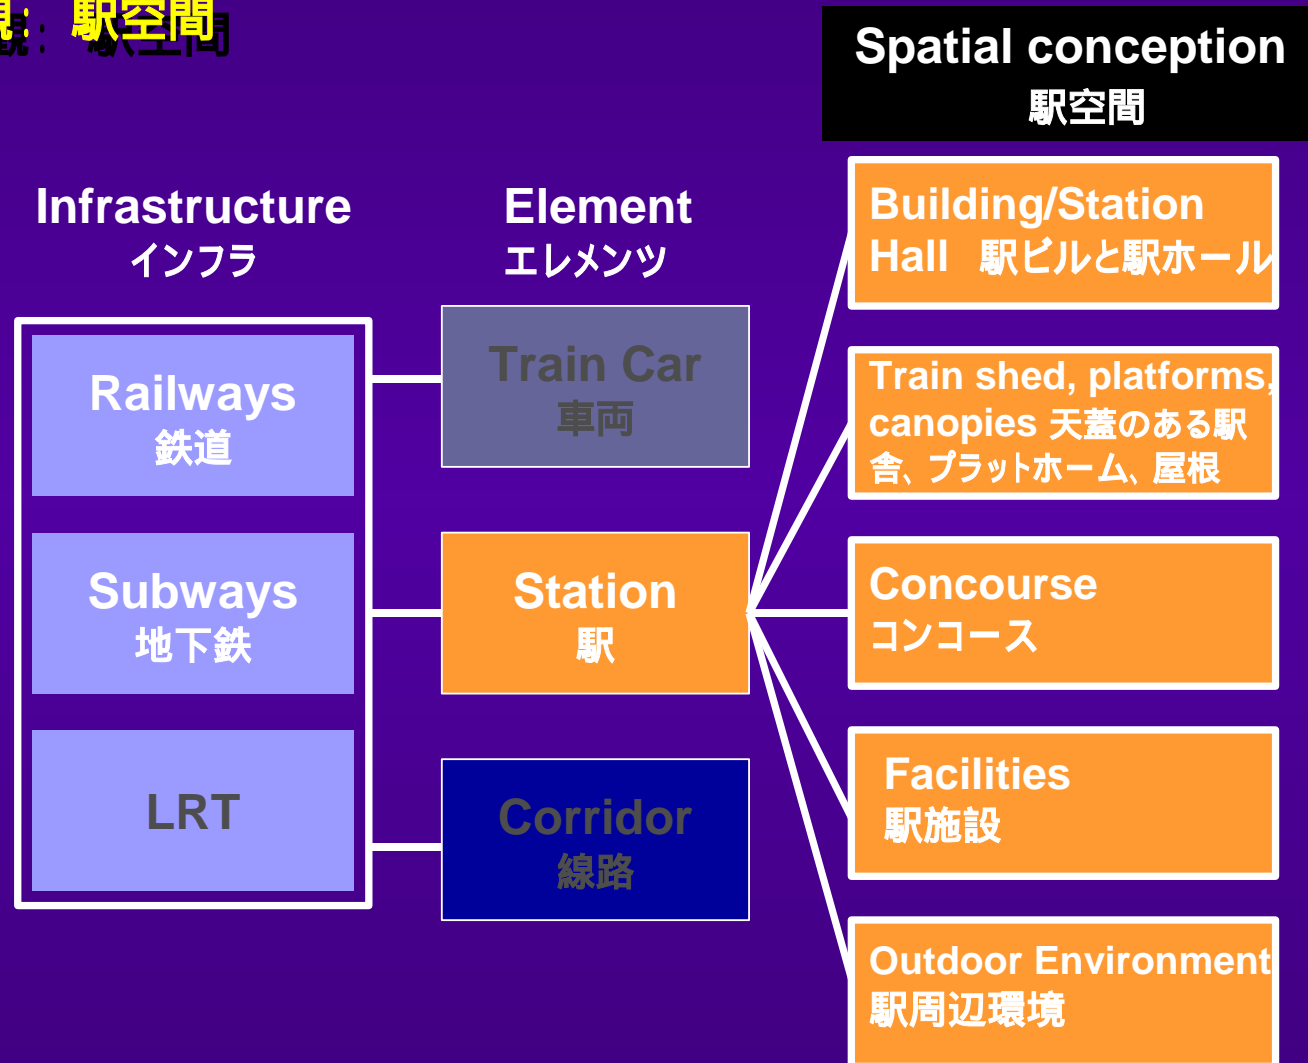 観: 駅空間
Spatial conception
駅空間
Infrastructure
インフラ
Element
エレメンツ
Railways
鉄道
Subways
地下鉄
LRT
Train Car
車両
Station
駅
Corridor
線路
Building/Station
Hall 駅ビルと駅ホール
Train shed, platforms,
canopies 天蓋のある駅
舎、プラットホーム、屋根
Concourse
コンコース
Facilities
駅施設
Outdoor Environment
駅周辺環境